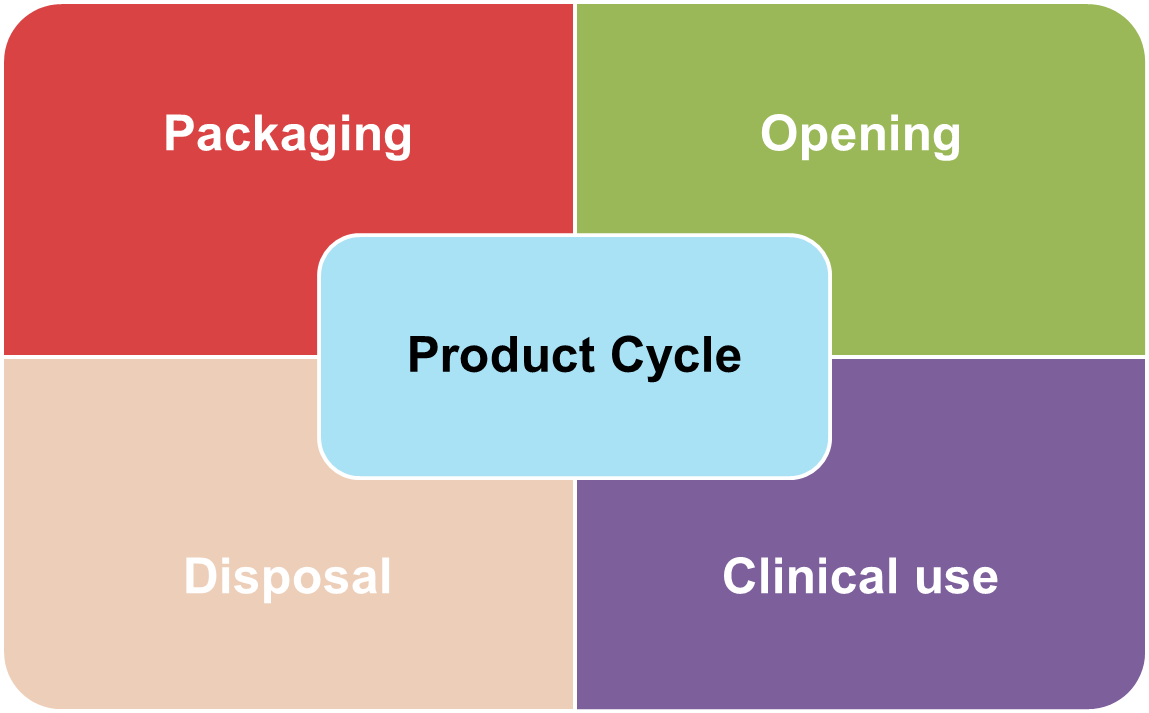 Packaging
Opening
Product Cycle
Disposal
Clinical use